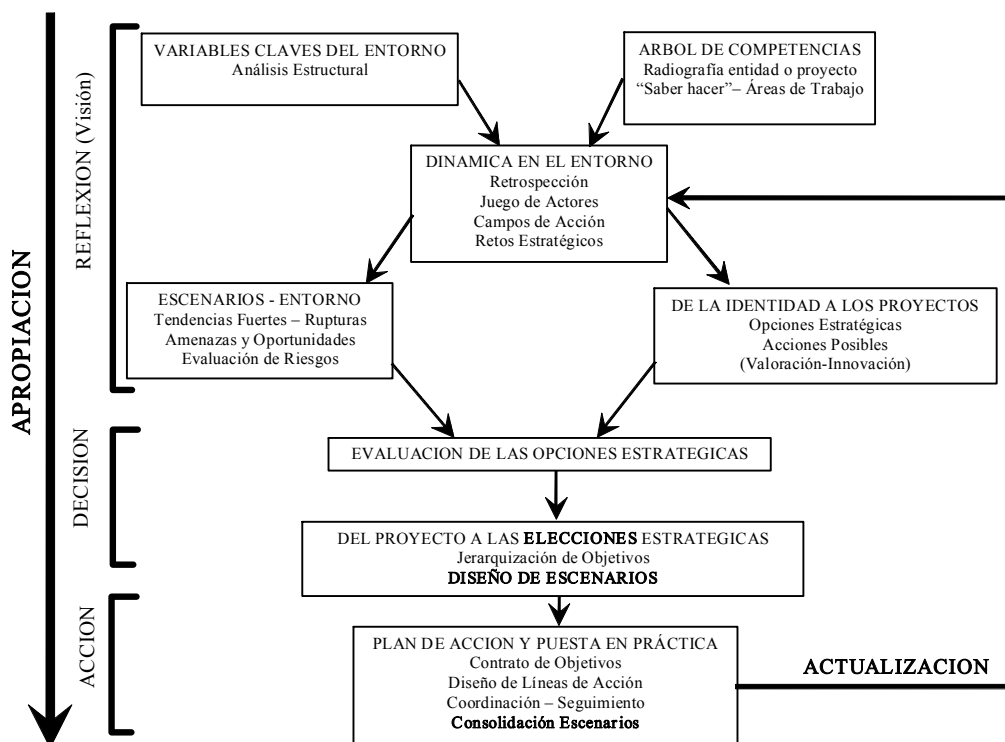 VARIABLES CLAVES DEL ENTORNO
Análisis Estructural
ARBOL DE COMPETENCIAS
Radiografía entidad o proyecto
“Saber hacer”– Áreas de Trabajo
REFLEXION (Visión)
DINAMICA EN EL ENTORNO
Retrospección
Juego de Actores
Campos de Acción
Retos Estratégicos
APROPIACION
ESCENARIOS - ENTORNO
Tendencias Fuertes – Rupturas
Amenazas y Oportunidades
Evaluación de Riesgos
DE LA IDENTIDAD A LOS PROYECTOS
Opciones Estratégicas
Acciones Posibles
(Valoración-Innovación)
DECISION
EVALUACION DE LAS OPCIONES ESTRATEGICAS
DEL PROYECTO A LAS ELECCIONES ESTRATEGICAS
Jerarquización de Objetivos
DISEÑO DE ESCENARIOS
ACCION
PLAN DE ACCION Y PUESTA EN PRÁCTICA
Contrato de Objetivos
Diseño de Líneas de Acción
Coordinación – Seguimiento
Consolidación Escenarios
ACTUALIZACION